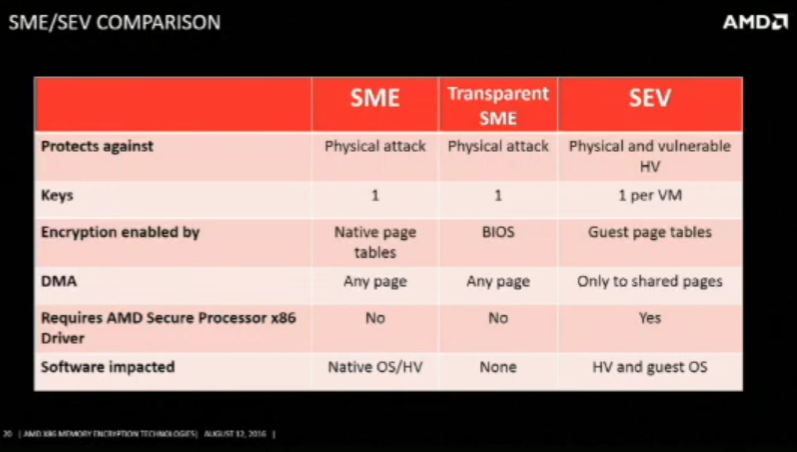 SME/SEV COMPARISON
AMD
SME
Transparent
SME
SEV
Protects against
Physical attack
Physical attack
Physical and vulnerable
HV
Keys
1
1
1 per VM
Encryption enabled by
Native page
tables
BIOS
Guest page tables
DMA
Any page
Any page
Only to shared pages
Requires AMD Secure Processor x86
Driver
No
No
Yes
Software impacted
Native OS/HV
None
HV and guest OS
20 | AMD X86 MEMORY ENCRYPTION TECHNOLOGIES | AUGUST 12, 2016 |